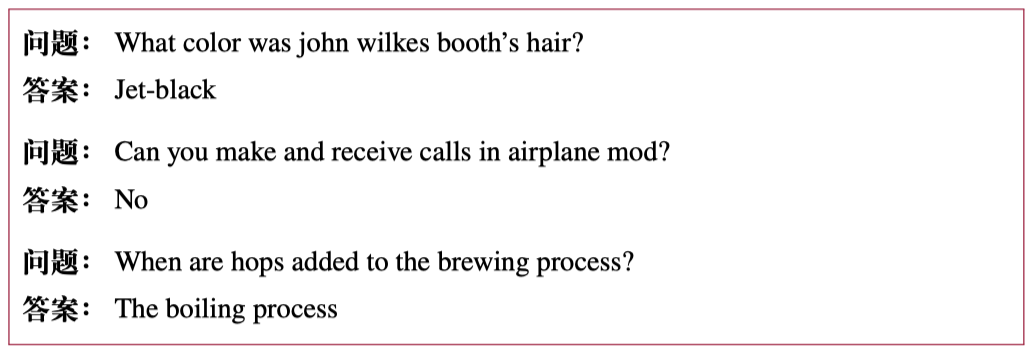 问题： What color was john wilkes booth’s hair?
答案： Jet-black
问题： Can you make and receive calls in airplane mod?
答案： No
问题： When are hops added to the brewing process?
答案： The boiling process